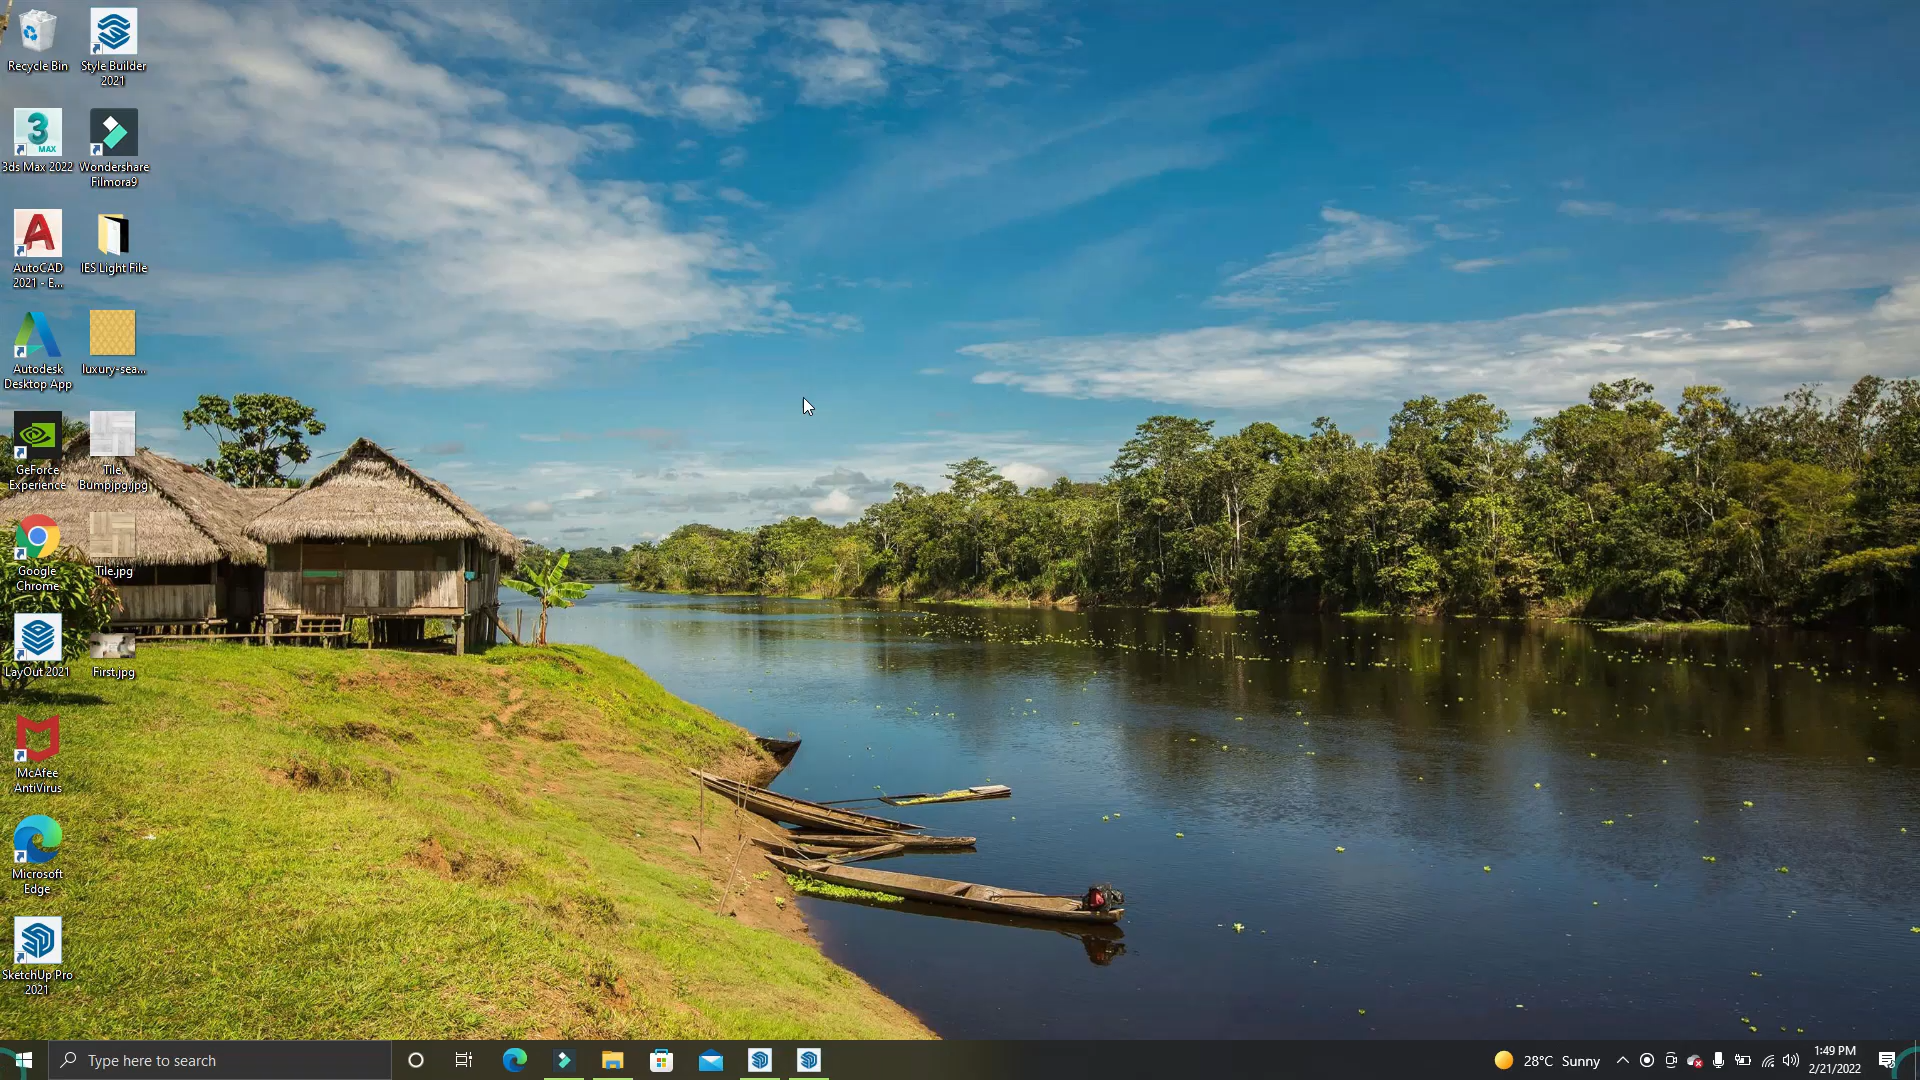 Recycle Bin
Style Builder
2021
3ds Max 2022
Wondershare
Filmora9
AutoCAD
2021 - E...
IES Light File
Autodesk
Desktop App
luxury-sea...
GeForce
Experience
Tile.
Bumpjpg.jpg
Google
Chrome
Tile.jpg
LayOut 2021
First.jpg
McAfee
AntiVirus
Microsoft
Edge
SketchUp Pro
2021
Type here to search
28°C Sunny
1:49 PM
2/21/2022